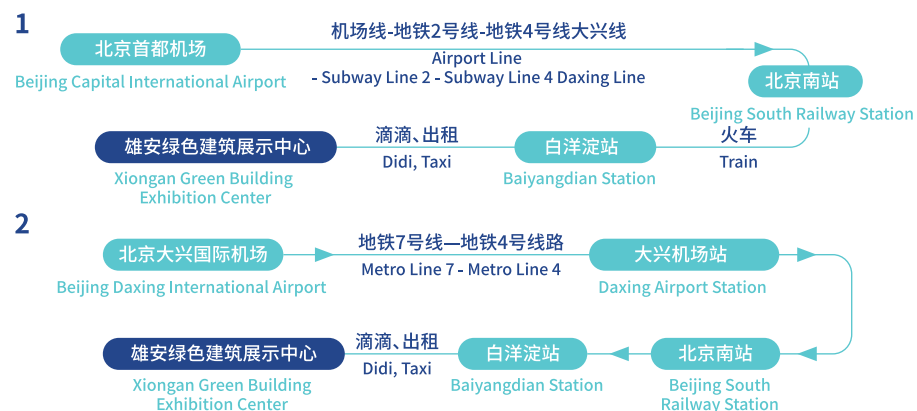 1
机场线-地铁2号线-地铁4号线大兴线
北京首都机场
Airport Line
- Subway Line 2 - Subway Line 4 Daxing Line
Beijing Capital International Airport
北京南站
Beijing South Railway Station
雄安绿色建筑展示中心
滴滴、出租
Didi, Taxi
白洋淀站
火车
Train
Xiongan Green Building
Exhibition Center
Baiyangdian Station
2
北京大兴国际机场
地铁7号线—地铁4号线路
Metro Line 7 - Metro Line 4
大兴机场站
Beijing Daxing International Airport
Daxing Airport Station
雄安绿色建筑展示中心
滴滴、出租
Didi, Taxi
白洋淀站
北京南站
Xiongan Green Building
Exhibition Center
Baiyangdian Station
Beijing South
Railway Station